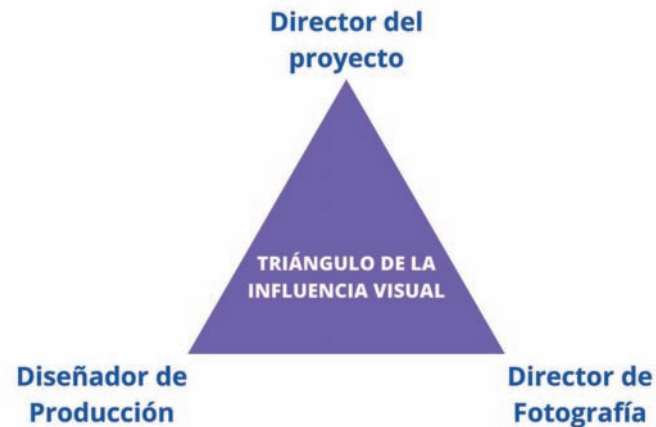 Director del
proyecto
TRIÁNGULO DE LA
INFLUENCIA VISUAL
Diseñador de
Producción
Director de
Fotografía